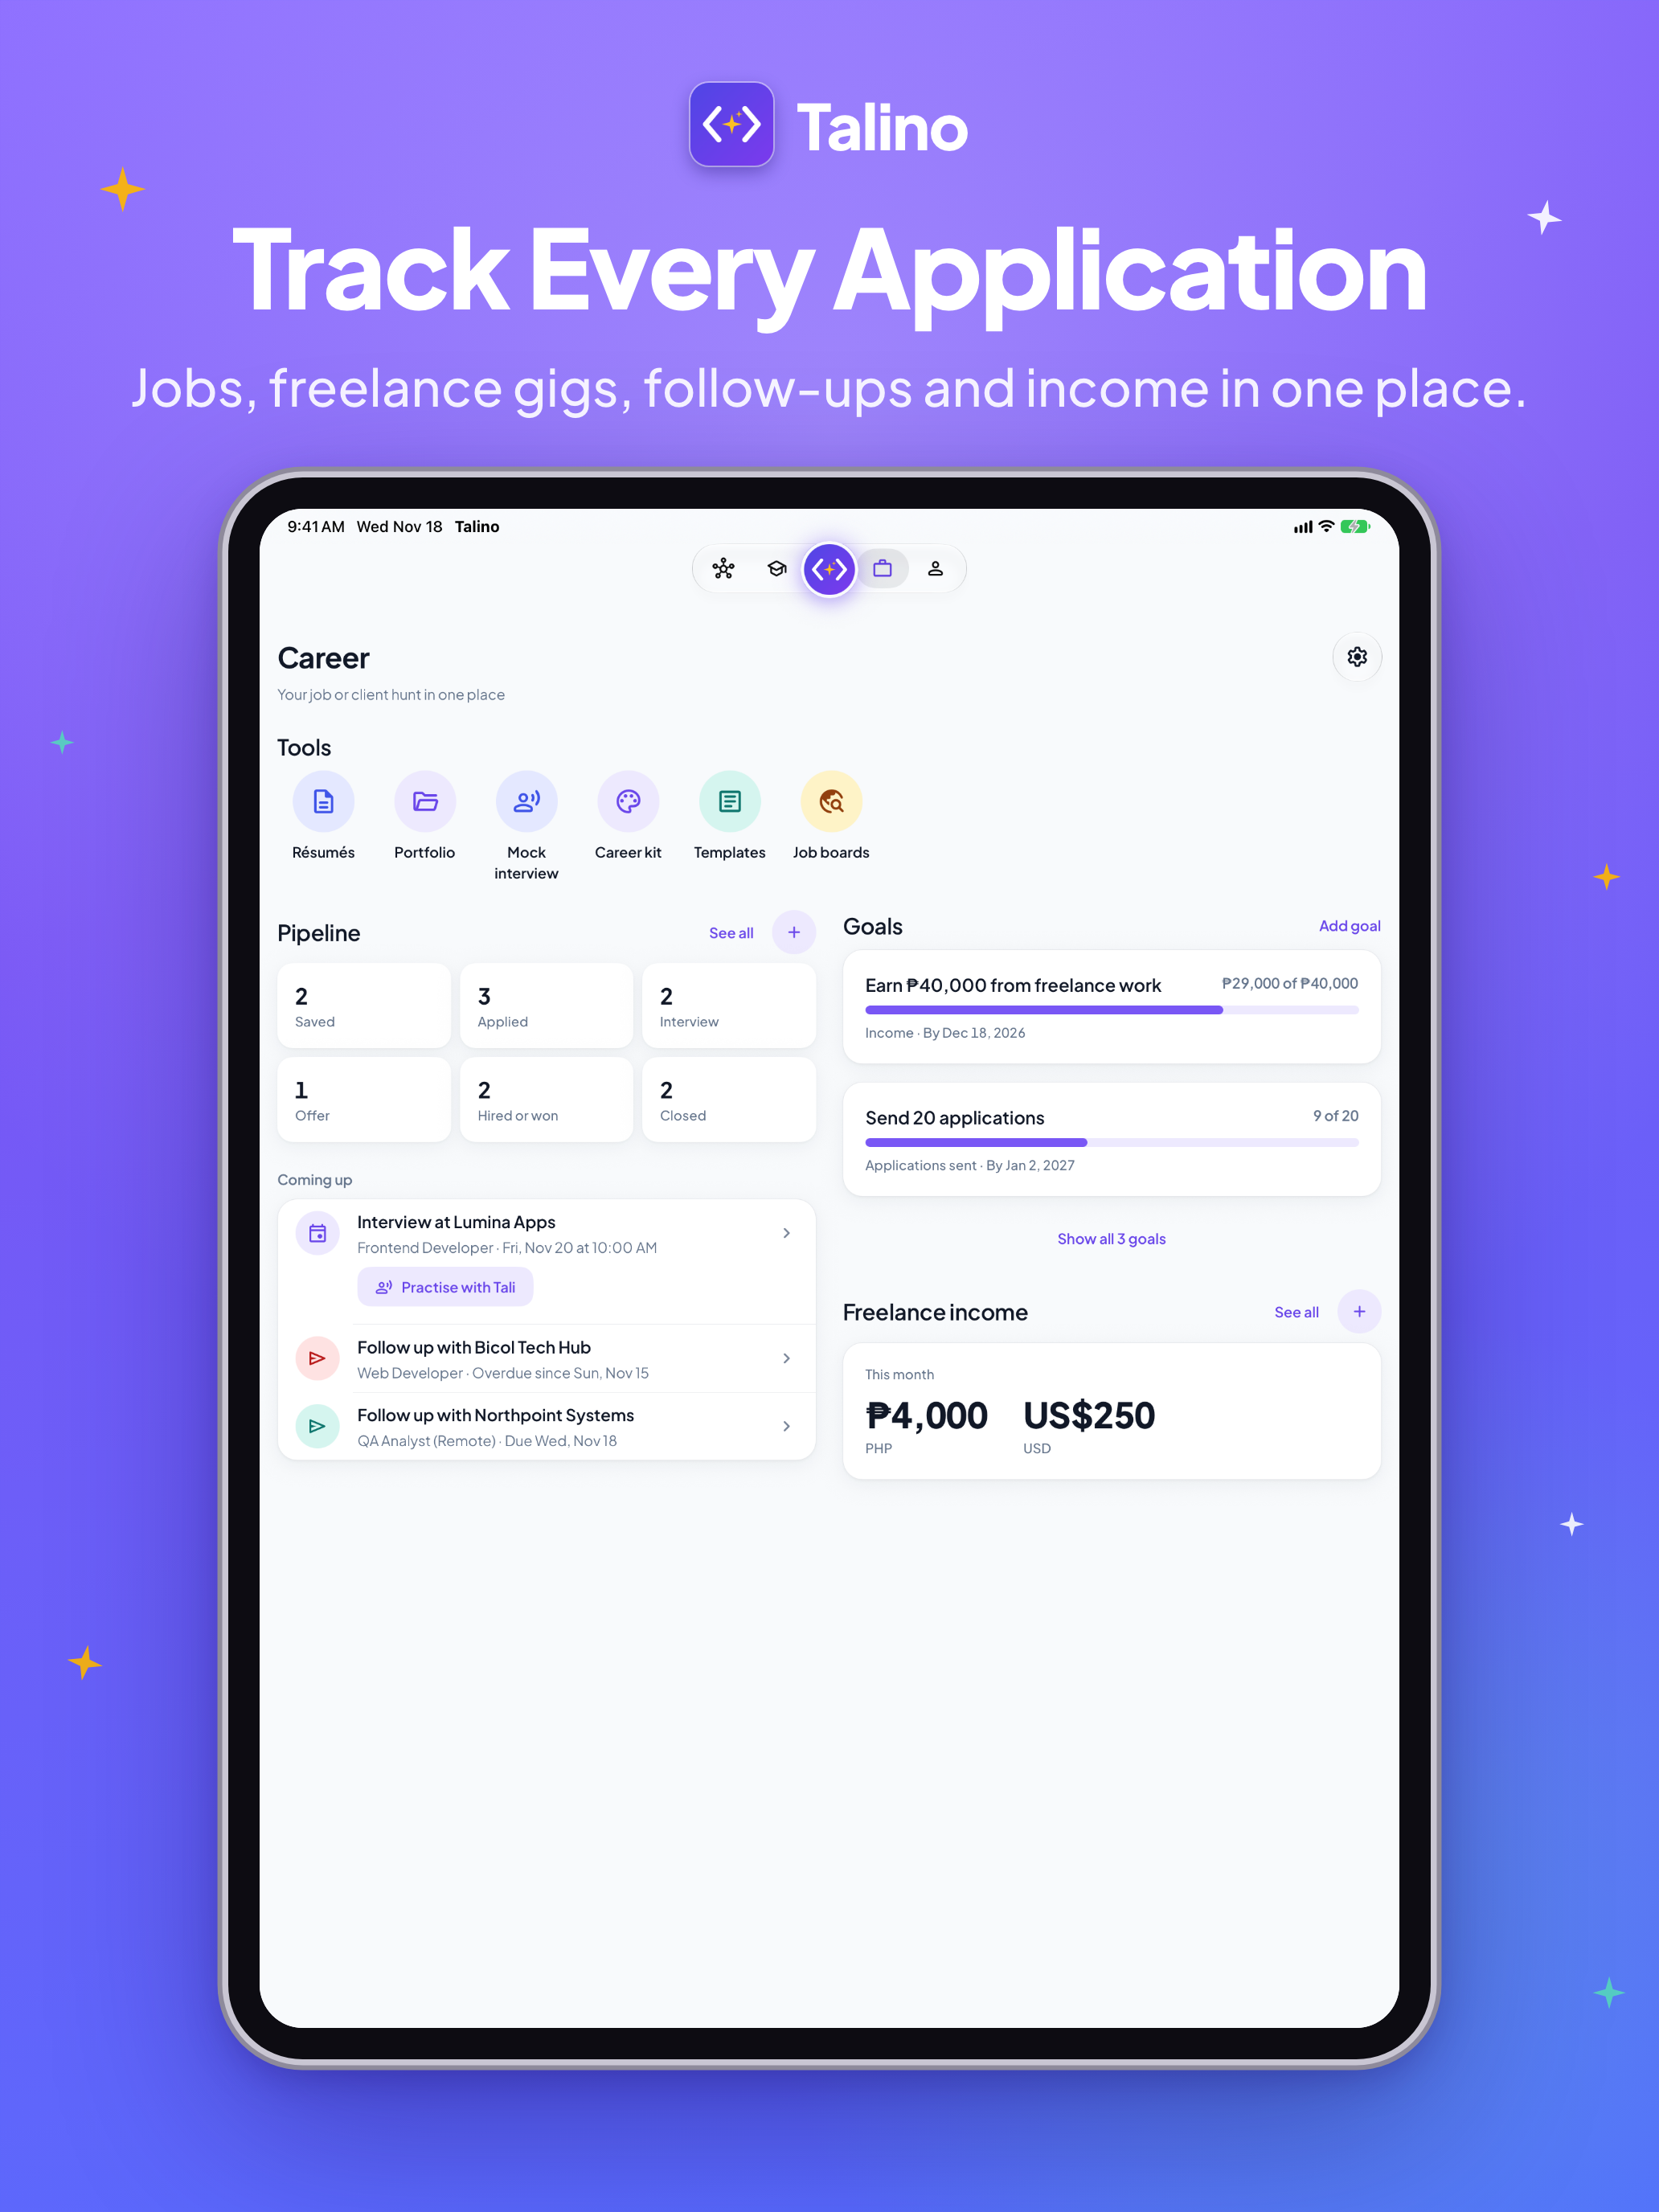 Talino
Track Every Application
Jobs, freelance gigs, follow-ups and income in one place.
9:41 AM Wed Nov 18 Talino
Career
Your job or client hunt in one place
Tools
Résumés
Portfolio
Mock
interview
Career kit
Templates
Job boards
Pipeline
See all
2
Saved
3
Applied
2
Interview
1
Offer
2
Hired or won
2
Closed
Coming up
Interview at Lumina Apps
Frontend Developer · Fri, Nov 20 at 10:00 AM
Practise with Tali
Follow up with Bicol Tech Hub
Web Developer · Overdue since Sun, Nov 15
Follow up with Northpoint Systems
QA Analyst (Remote) · Due Wed, Nov 18
Goals
Add goal
Earn ₱40,000 from freelance work
₱29,000 of ₱40,000
Income · By Dec 18, 2026
Send 20 applications
9 of 20
Applications sent · By Jan 2, 2027
Show all 3 goals
Freelance income
See all
This month
₱4,000
PHP
US$250
USD